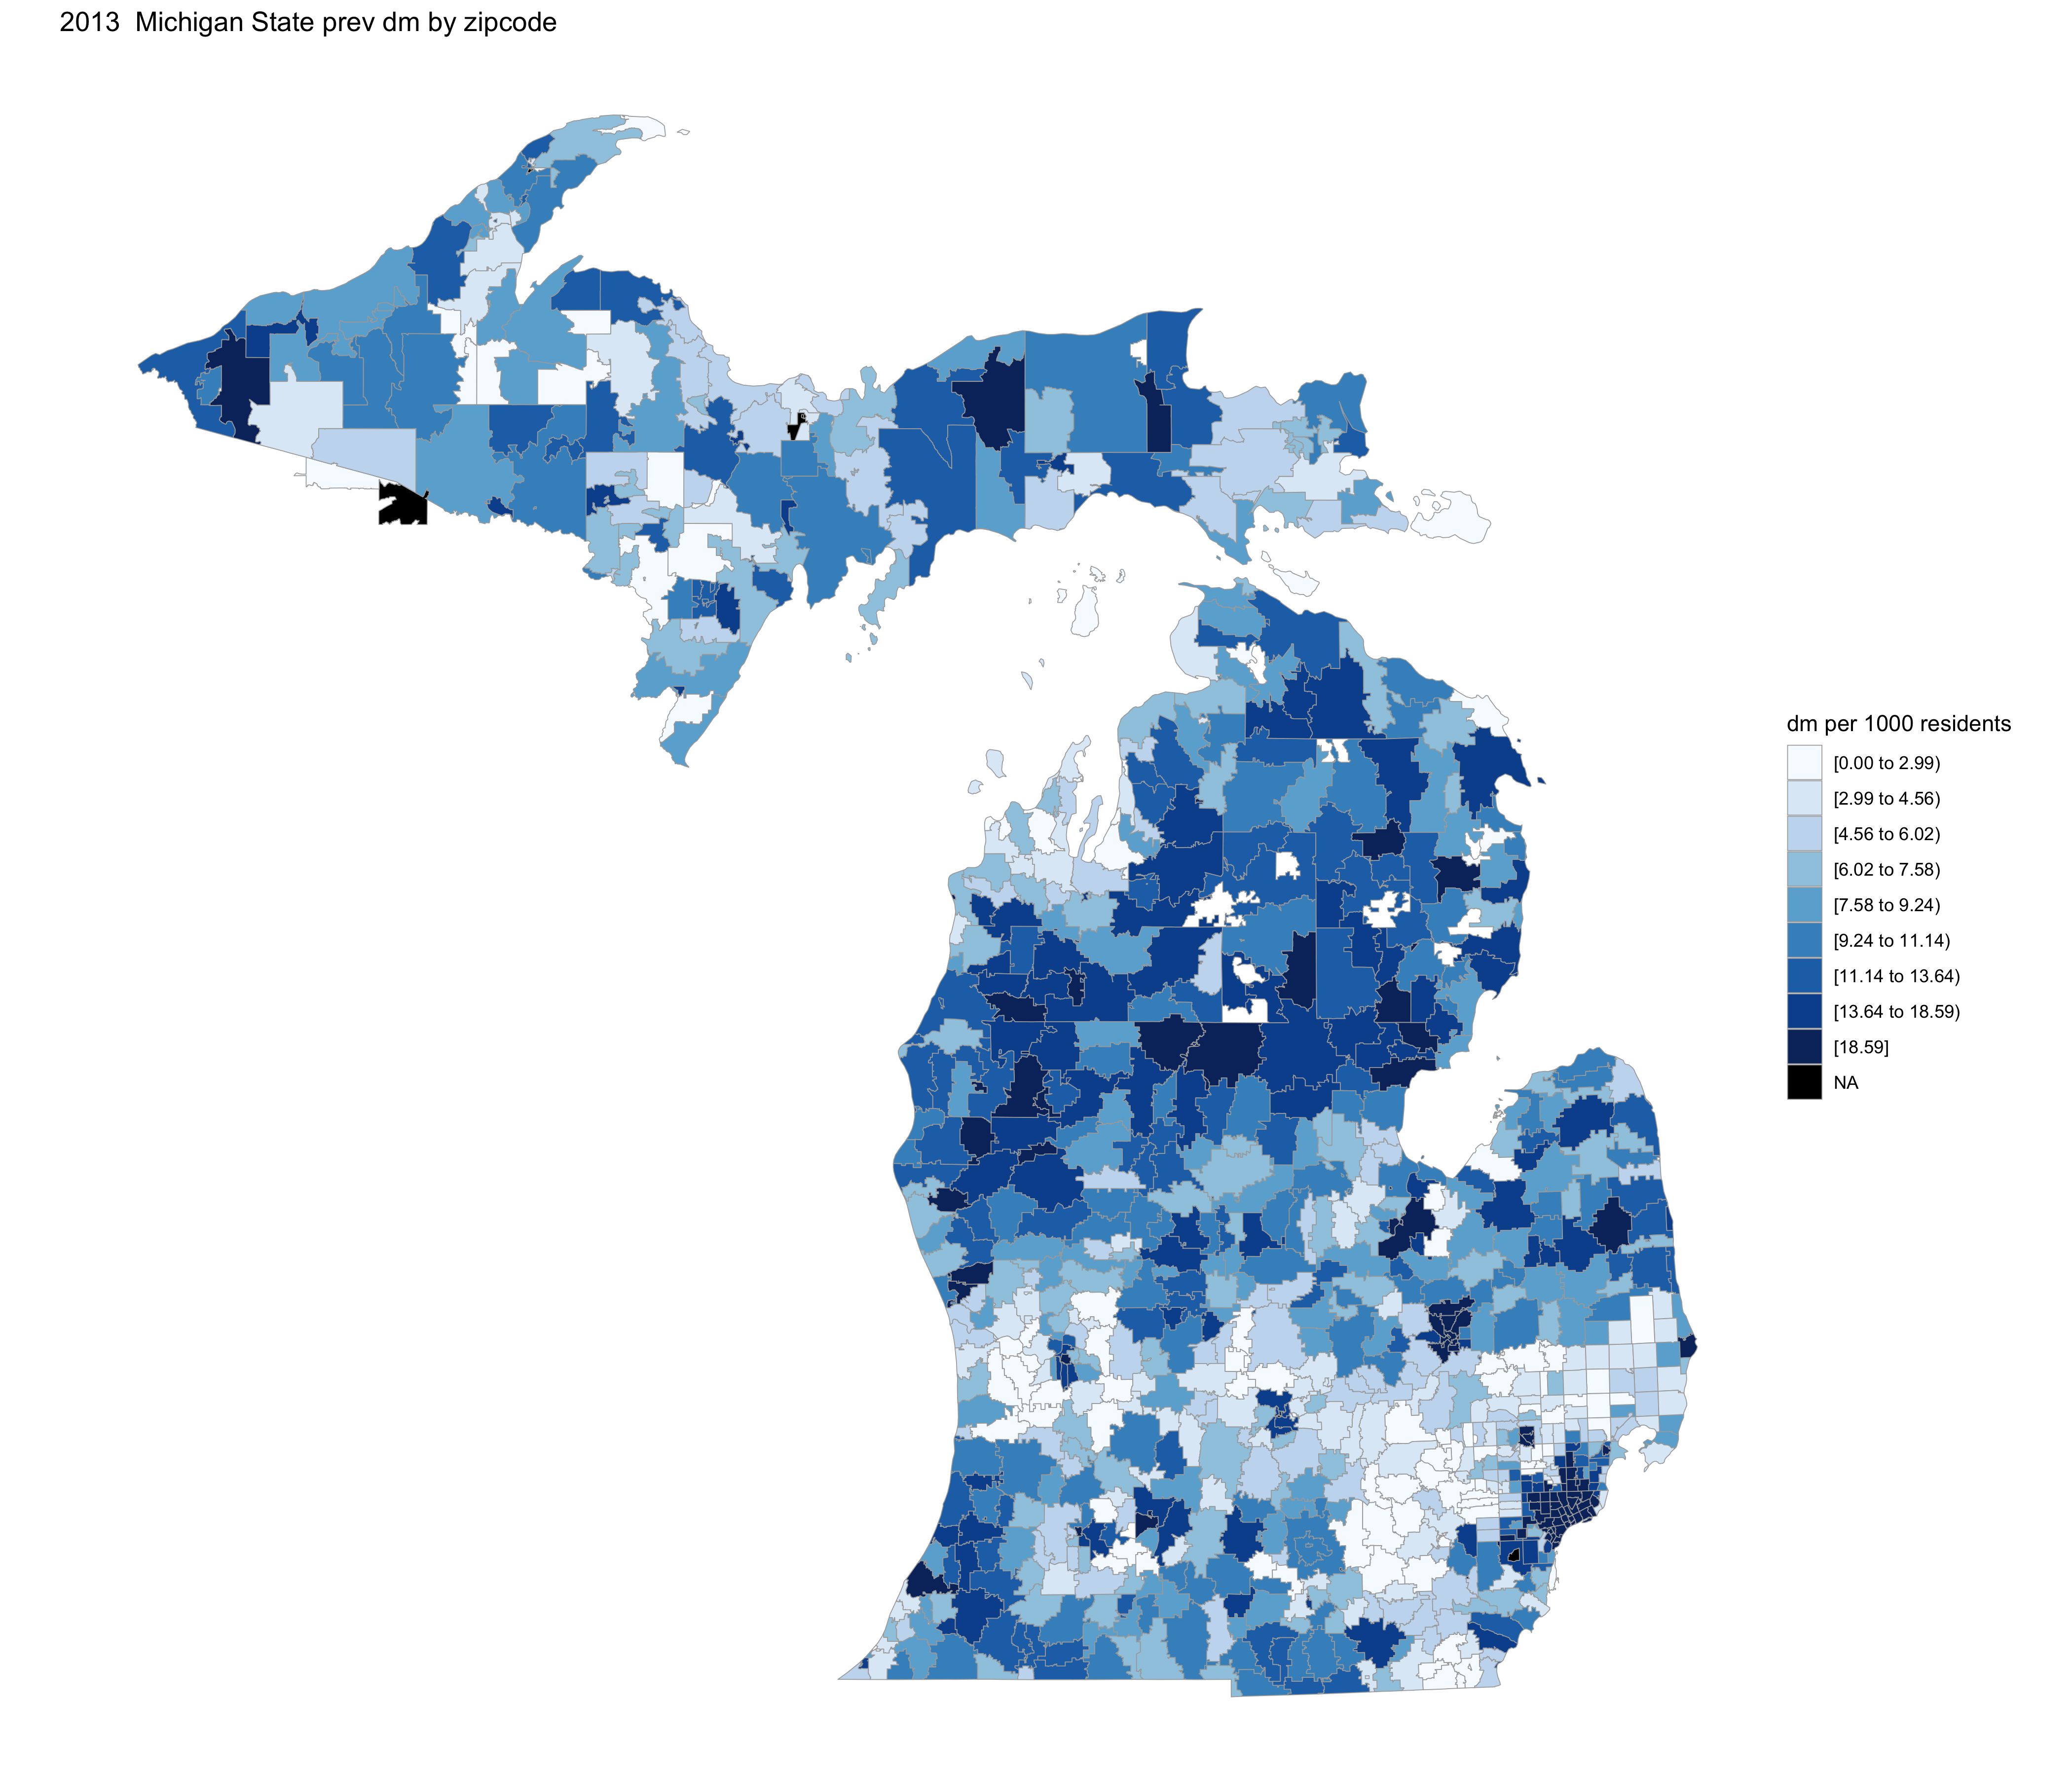 2013  Michigan State prev dm by zipcode
dm per 1000 residents
[0.00 to 2.99)
[2.99 to 4.56)
[4.56 to 6.02)
[6.02 to 7.58)
[7.58 to 9.24)
[9.24 to 11.14)
[11.14 to 13.64)
[13.64 to 18.59)
[18.59]
NA